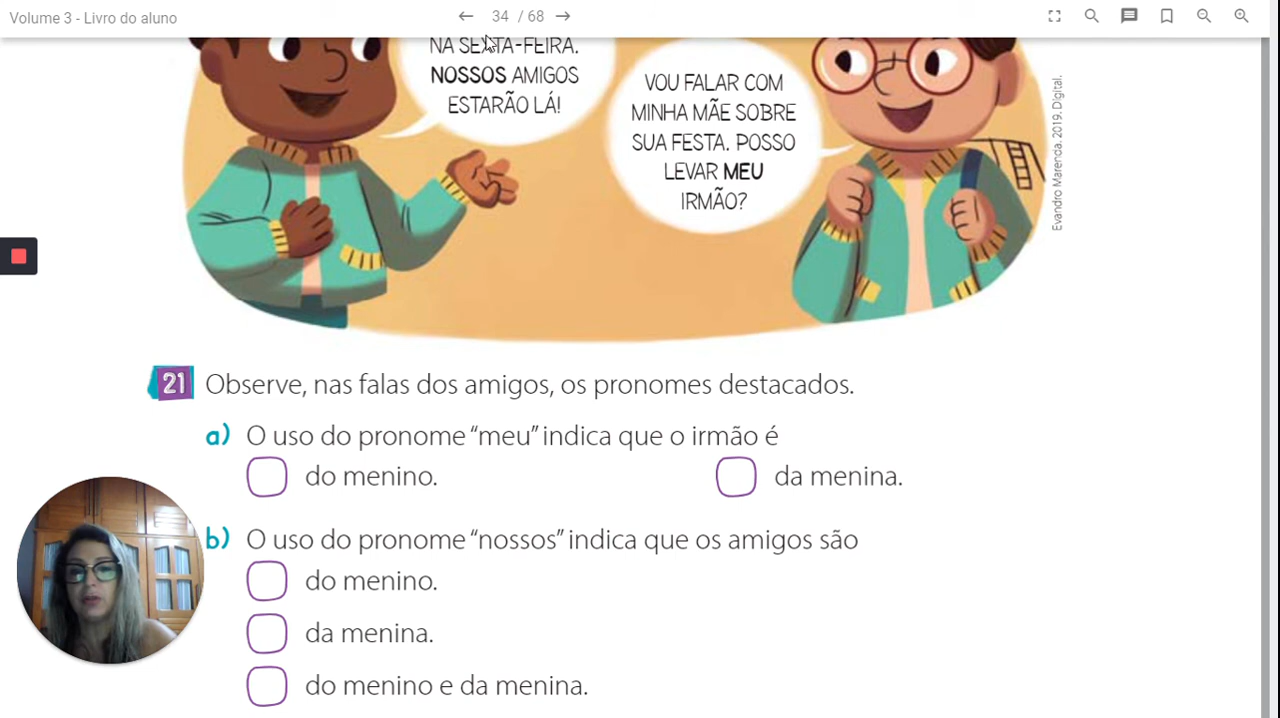 Volume 3 - Livro do aluno
34 / 68
NA SEXTA-FEIRA.
NOSSOS AMIGOS
ESTARÃO LÁ!
VOU FALAR COM
MINHA MÃE SOBRE
SUA FESTA. POSSO
LEVAR MEU
IRMÃO?
Evandro Marenda. 2019. Digital.
21 Observe, nas falas dos amigos, os pronomes destacados.
a) O uso do pronome “meu” indica que o irmão é
do menino. da menina.
b) O uso do pronome “nossos” indica que os amigos são
do menino.
da menina.
do menino e da menina.